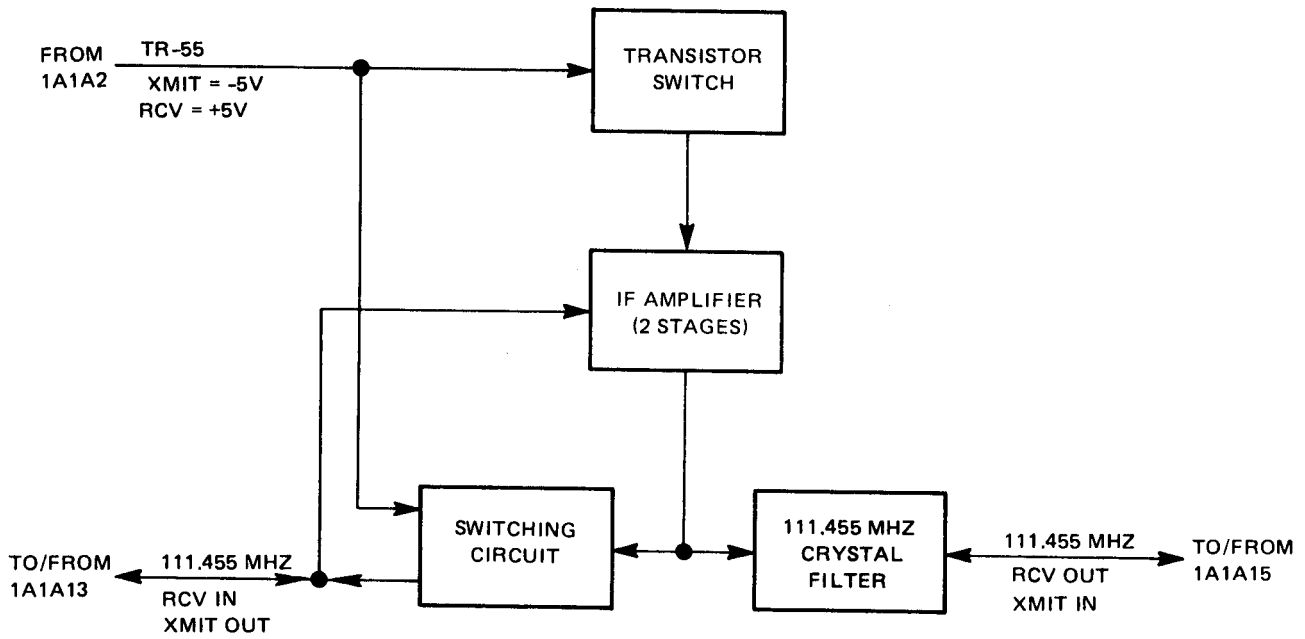 FROM
1A1A2
TR-55
XMIT = -5V
RCV = +5V
TRANSISTOR
SWITCH
IF AMPLIFIER
(2 STAGES)
SWITCHING
CIRCUIT
111.455 MHZ
CRYSTAL
FILTER
TO/FROM
1A1A13
111.455 MHZ
RCV IN
XMIT OUT
111.455 MHZ
RCV OUT
XMIT IN
TO/FROM
1A1A15